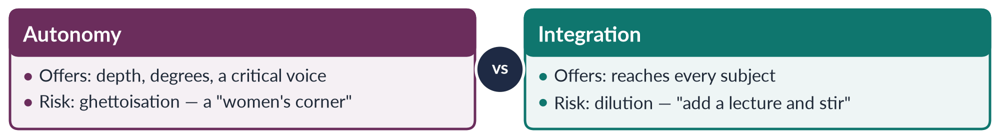 Autonomy
• Offers: depth, degrees, a critical voice
• Risk: ghettoisation — a "women's corner"
vs
Integration
• Offers: reaches every subject
• Risk: dilution — "add a lecture and stir"